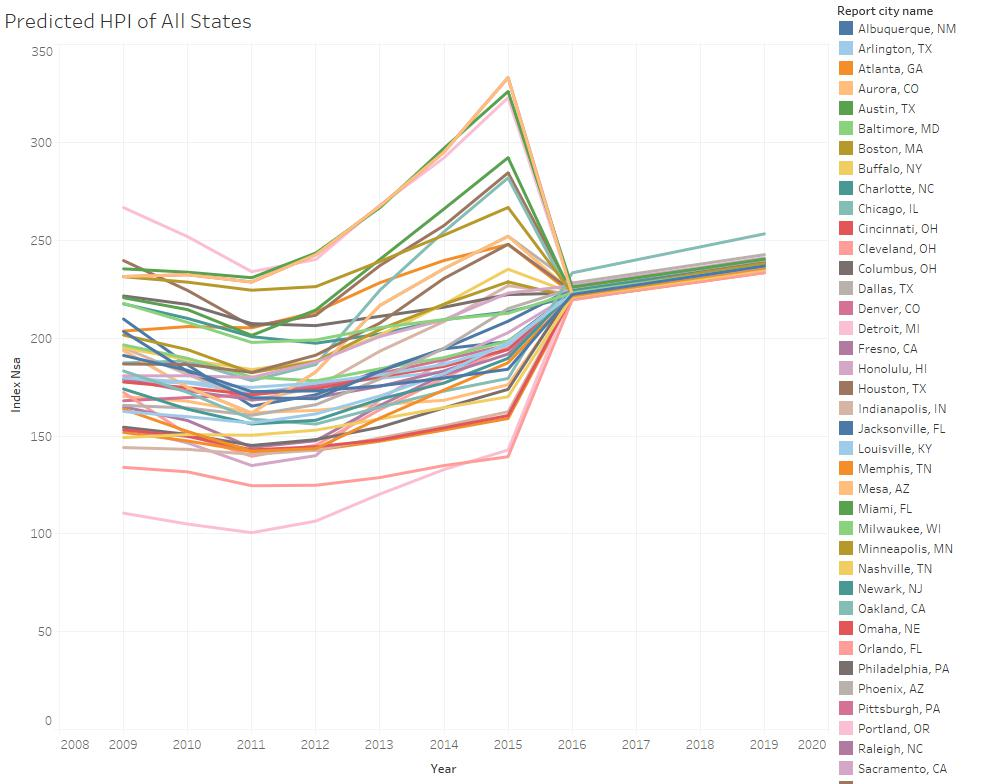 Predicted HPI of All States
350
300
250
200
150
100
50
0
Index Nsa
2008 2009 2010 2011 2012 2013 2014 2015 2016 2017 2018 2019 2020
Year
Report city name
Albuquerque, NM
Arlington, TX
Atlanta, GA
Aurora, CO
Austin, TX
Baltimore, MD
Boston, MA
Buffalo, NY
Charlotte, NC
Chicago, IL
Cincinnati, OH
Cleveland, OH
Columbus, OH
Dallas, TX
Denver, CO
Detroit, MI
Fresno, CA
Honolulu, HI
Houston, TX
Indianapolis, IN
Jacksonville, FL
Louisville, KY
Memphis, TN
Mesa, AZ
Miami, FL
Milwaukee, WI
Minneapolis, MN
Nashville, TN
Newark, NJ
Oakland, CA
Omaha, NE
Orlando, FL
Philadelphia, PA
Phoenix, AZ
Pittsburgh, PA
Portland, OR
Raleigh, NC
Sacramento, CA